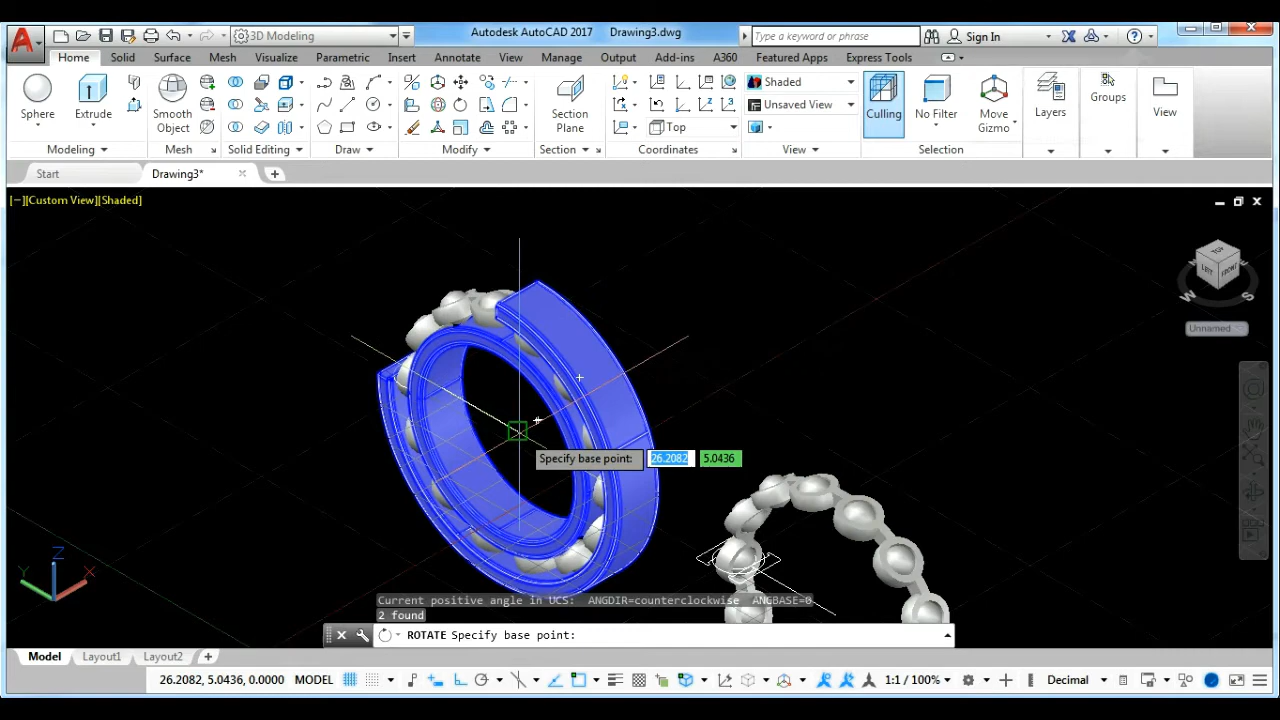 Autodesk AutoCAD 2017 Drawing3.dwg
Type a keyword or phrase
Sign In
3D Modeling
Home Solid Surface Mesh Visualize Parametric Insert Annotate View Manage Output Add-ins A360 Featured Apps Express Tools
Sphere
Extrude
Smooth
Object
Section
Plane
Shaded
Unsaved View
Top
Culling
No Filter
Move
Gizmo
Layers
Groups
View
Modeling Mesh Solid Editing Draw Modify Section Coordinates View Selection
Start
Drawing3*
[−][Custom View][Shaded]
TOP
LEFT
FRONT
W
S
Unnamed
Specify base point: 26.2082 5.0436
Z
Y
X
Current positive angle in UCS: ANGDIR=counterclockwise ANGBASE=0
2 found
ROTATE Specify base point:
Model Layout1 Layout2
26.2082, 5.0436, 0.0000 MODEL
1:1 / 100%
Decimal